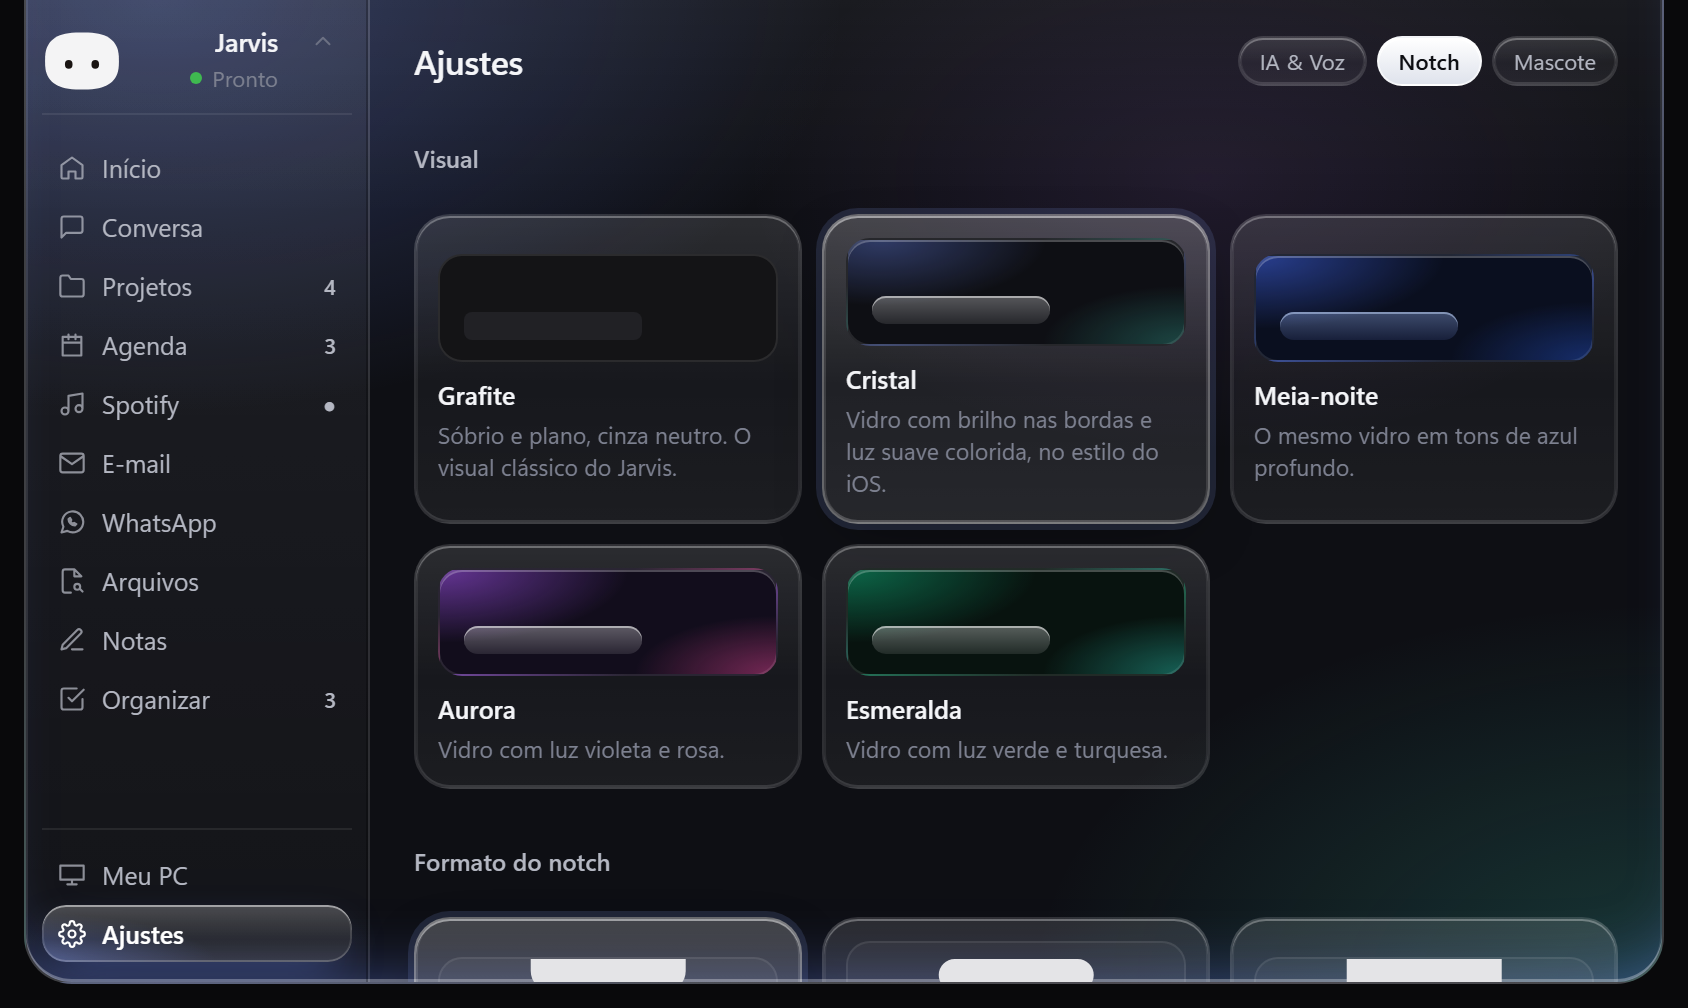 Jarvis
Pronto
Início
Conversa
Projetos 4
Agenda 3
Spotify
E-mail
WhatsApp
Arquivos
Notas
Organizar 3
Meu PC
Ajustes
Ajustes
IA & Voz
Notch
Mascote
Visual
Grafite
Sóbrio e plano, cinza neutro. O
visual clássico do Jarvis.
Cristal
Vidro com brilho nas bordas e
luz suave colorida, no estilo do
iOS.
Meia-noite
O mesmo vidro em tons de azul
profundo.
Aurora
Vidro com luz violeta e rosa.
Esmeralda
Vidro com luz verde e turquesa.
Formato do notch